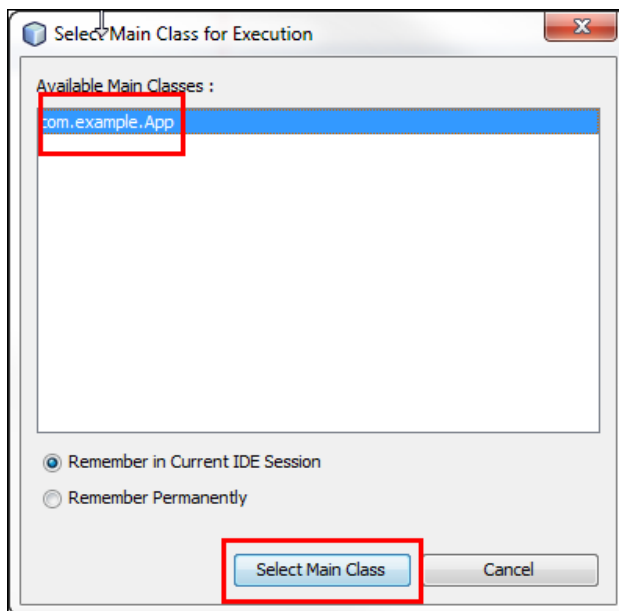 Select Main Class for Execution
Available Main Classes :
com.example.App
Remember in Current IDE Session
Remember Permanently
Select Main Class
Cancel